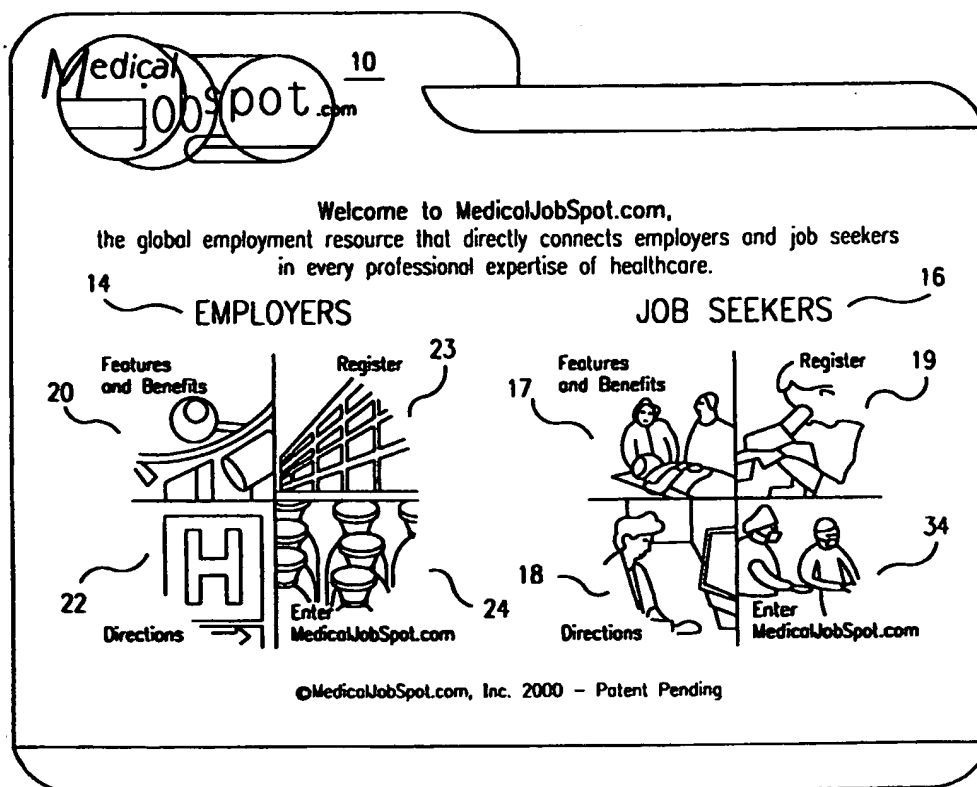 Medical
Jobspot.com
10
Welcome to MedicalJobSpot.com,
the global employment resource that directly connects employers and job seekers
in every professional expertise of healthcare.
14
EMPLOYERS
JOB SEEKERS
16
Features
and Benefits
Register
23
20
Features
and Benefits
Register
19
17
22
H
24
Directions
Enter
MedicalJobSpot.com
18
34
Directions
Enter
MedicalJobSpot.com
©MedicalJobSpot.com, Inc. 2000 – Patent Pending